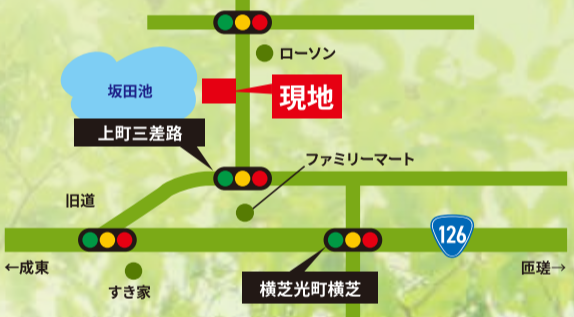 ローソン
坂田池
現地
上町三差路
ファミリーマート
旧道
126
←成東
匝瑳→
すき家
横芝光町横芝